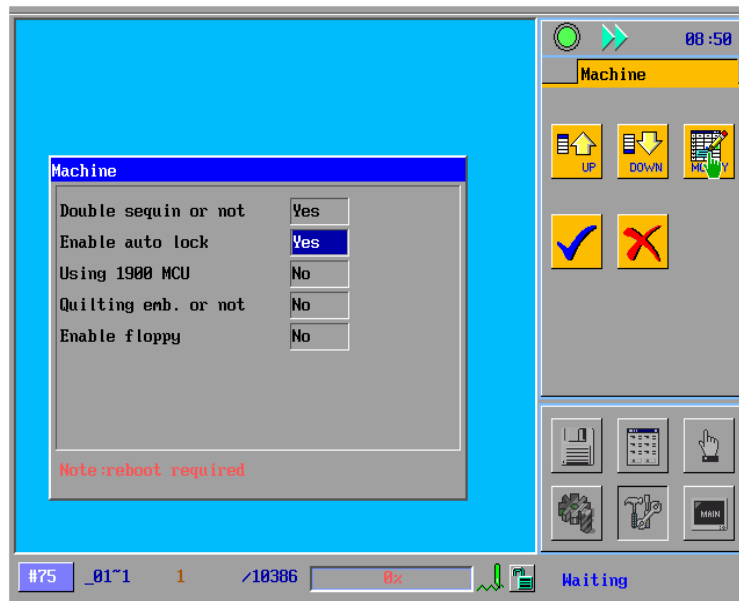 08:50
Machine
UP DOWN
Machine
Double sequin or not Yes
Enable auto lock Yes
Using 1900 MCU No
Quilting emb. or not No
Enable floppy No
Note:reboot required
MAIN
#75 _01~1 1 /10386 0% Waiting